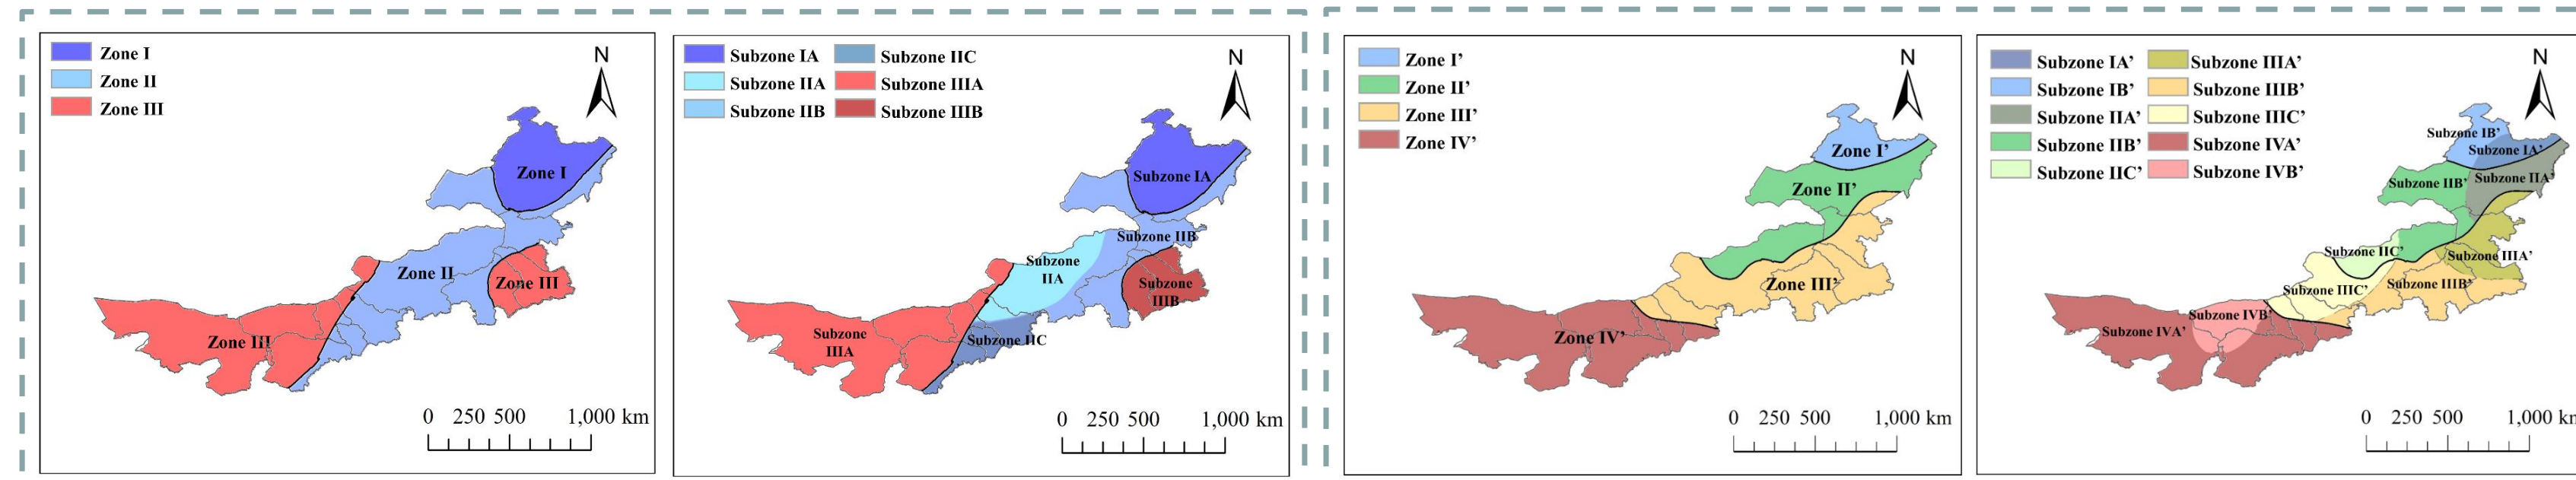 Zone I
Zone II
Zone III
N
Zone I
Zone II
Zone III
Zone III
0 250 500 1,000 km
Subzone IA
Subzone IIA
Subzone IIB
Subzone IIC
Subzone IIIA
Subzone IIIB
N
Subzone IA
Subzone IIB
Subzone
IIA
Subzone
IIIB
Subzone
IIIA
Subzone IIC
0 250 500 1,000 km
Zone I’
Zone II’
Zone III’
Zone IV’
N
Zone I’
Zone II’
Zone III’
Zone IV’
0 250 500 1,000 km
Subzone IA’
Subzone IB’
Subzone IIA’
Subzone IIB’
Subzone IIC’
Subzone IIIA’
Subzone IIIB’
Subzone IIIC’
Subzone IVA’
Subzone IVB’
N
Subzone IB’
Subzone IA’
Subzone IIB’
Subzone IIA’
Subzone IIC’
Subzone IIIA’
Subzone IIIC’
Subzone IIIB’
Subzone IVB’
Subzone IVA’
0 250 500 1,000